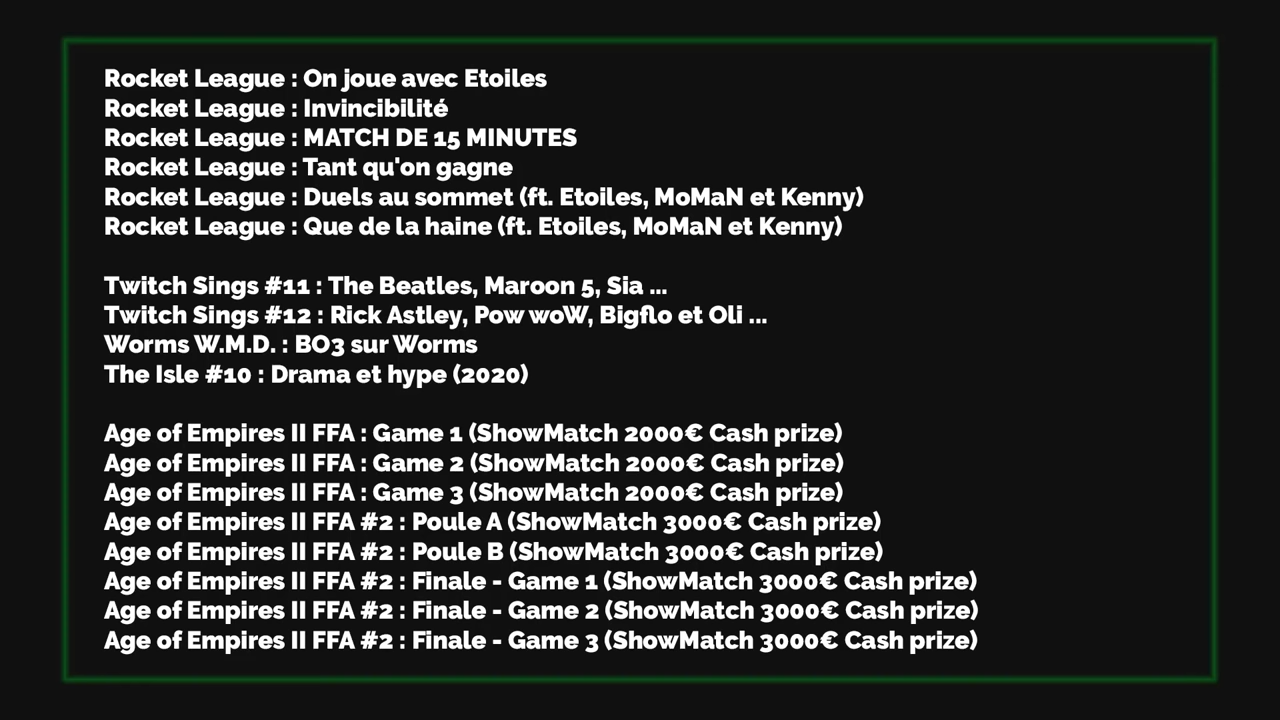 Rocket League : On joue avec Etoiles
Rocket League : Invincibilité
Rocket League : MATCH DE 15 MINUTES
Rocket League : Tant qu'on gagne
Rocket League : Duels au sommet (ft. Etoiles, MoMaN et Kenny)
Rocket League : Que de la haine (ft. Etoiles, MoMaN et Kenny)
Twitch Sings #11 : The Beatles, Maroon 5, Sia ...
Twitch Sings #12 : Rick Astley, Pow woW, Bigflo et Oli ...
Worms W.M.D. : BO3 sur Worms
The Isle #10 : Drama et hype (2020)
Age of Empires II FFA : Game 1 (ShowMatch 2000€ Cash prize)
Age of Empires II FFA : Game 2 (ShowMatch 2000€ Cash prize)
Age of Empires II FFA : Game 3 (ShowMatch 2000€ Cash prize)
Age of Empires II FFA #2 : Poule A (ShowMatch 3000€ Cash prize)
Age of Empires II FFA #2 : Poule B (ShowMatch 3000€ Cash prize)
Age of Empires II FFA #2 : Finale - Game 1 (ShowMatch 3000€ Cash prize)
Age of Empires II FFA #2 : Finale - Game 2 (ShowMatch 3000€ Cash prize)
Age of Empires II FFA #2 : Finale - Game 3 (ShowMatch 3000€ Cash prize)